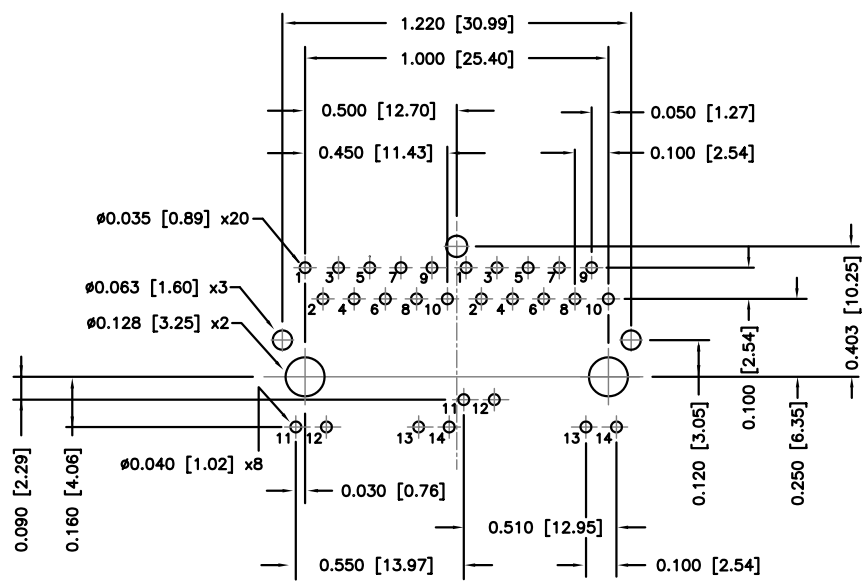 1.220 [30.99]
1.000 [25.40]
0.500 [12.70]
0.050 [1.27]
0.450 [11.43]
0.100 [2.54]
ø0.035 [0.89] x20
1 3 5 7 9 1 3 5 7 9
ø0.063 [1.60] x3
2 4 6 8 10 2 4 6 8 10
ø0.128 [3.25] x2
0.403 [10.25]
0.100 [2.54]
0.120 [3.05]
0.250 [6.35]
11 12
11 12 13 14 13 14
ø0.040 [1.02] x8
0.090 [2.29]
0.160 [4.06]
0.030 [0.76]
0.510 [12.95]
0.550 [13.97]
0.100 [2.54]